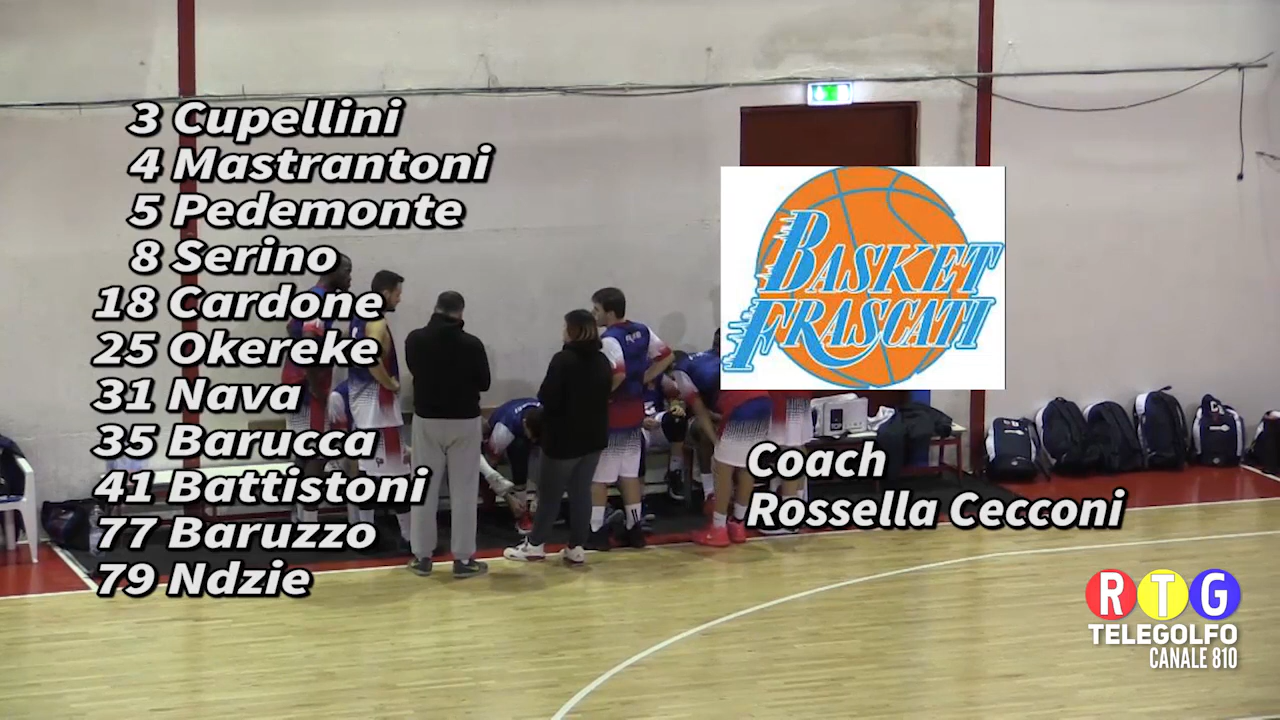 3 Cupellini
4 Mastrantoni
5 Pedemonte
8 Serino
18 Cardone
25 Okereke
31 Nava
35 Barucca
41 Battistoni
77 Baruzzo
79 Ndzie
BASKET
FRASCATI
Coach
Rossella Cecconi
RTG
TELEGOLFO
CANALE 810